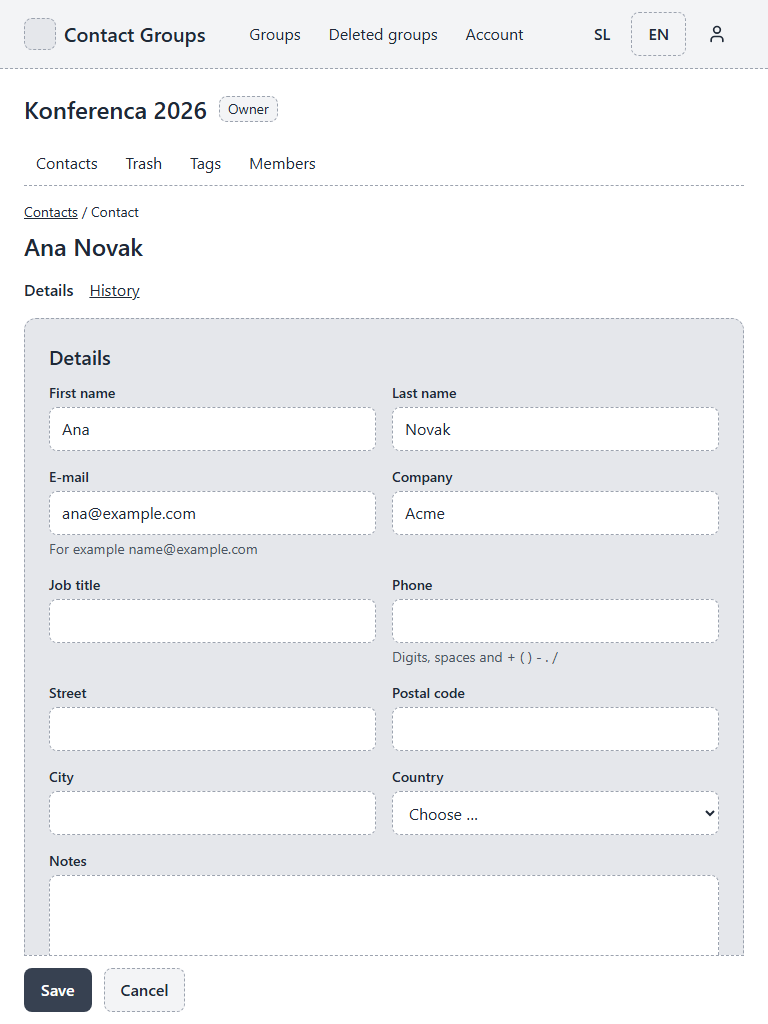 Contact Groups Groups Deleted groups Account SL EN
Konferenca 2026 Owner
Contacts Trash Tags Members
Contacts / Contact
Ana Novak
Details History
Details
First name Last name
Ana Novak
E-mail Company
ana@example.com Acme
For example name@example.com
Job title Phone
Digits, spaces and + ( ) - . /
Street Postal code
City Country
Choose ...
Notes
Save Cancel